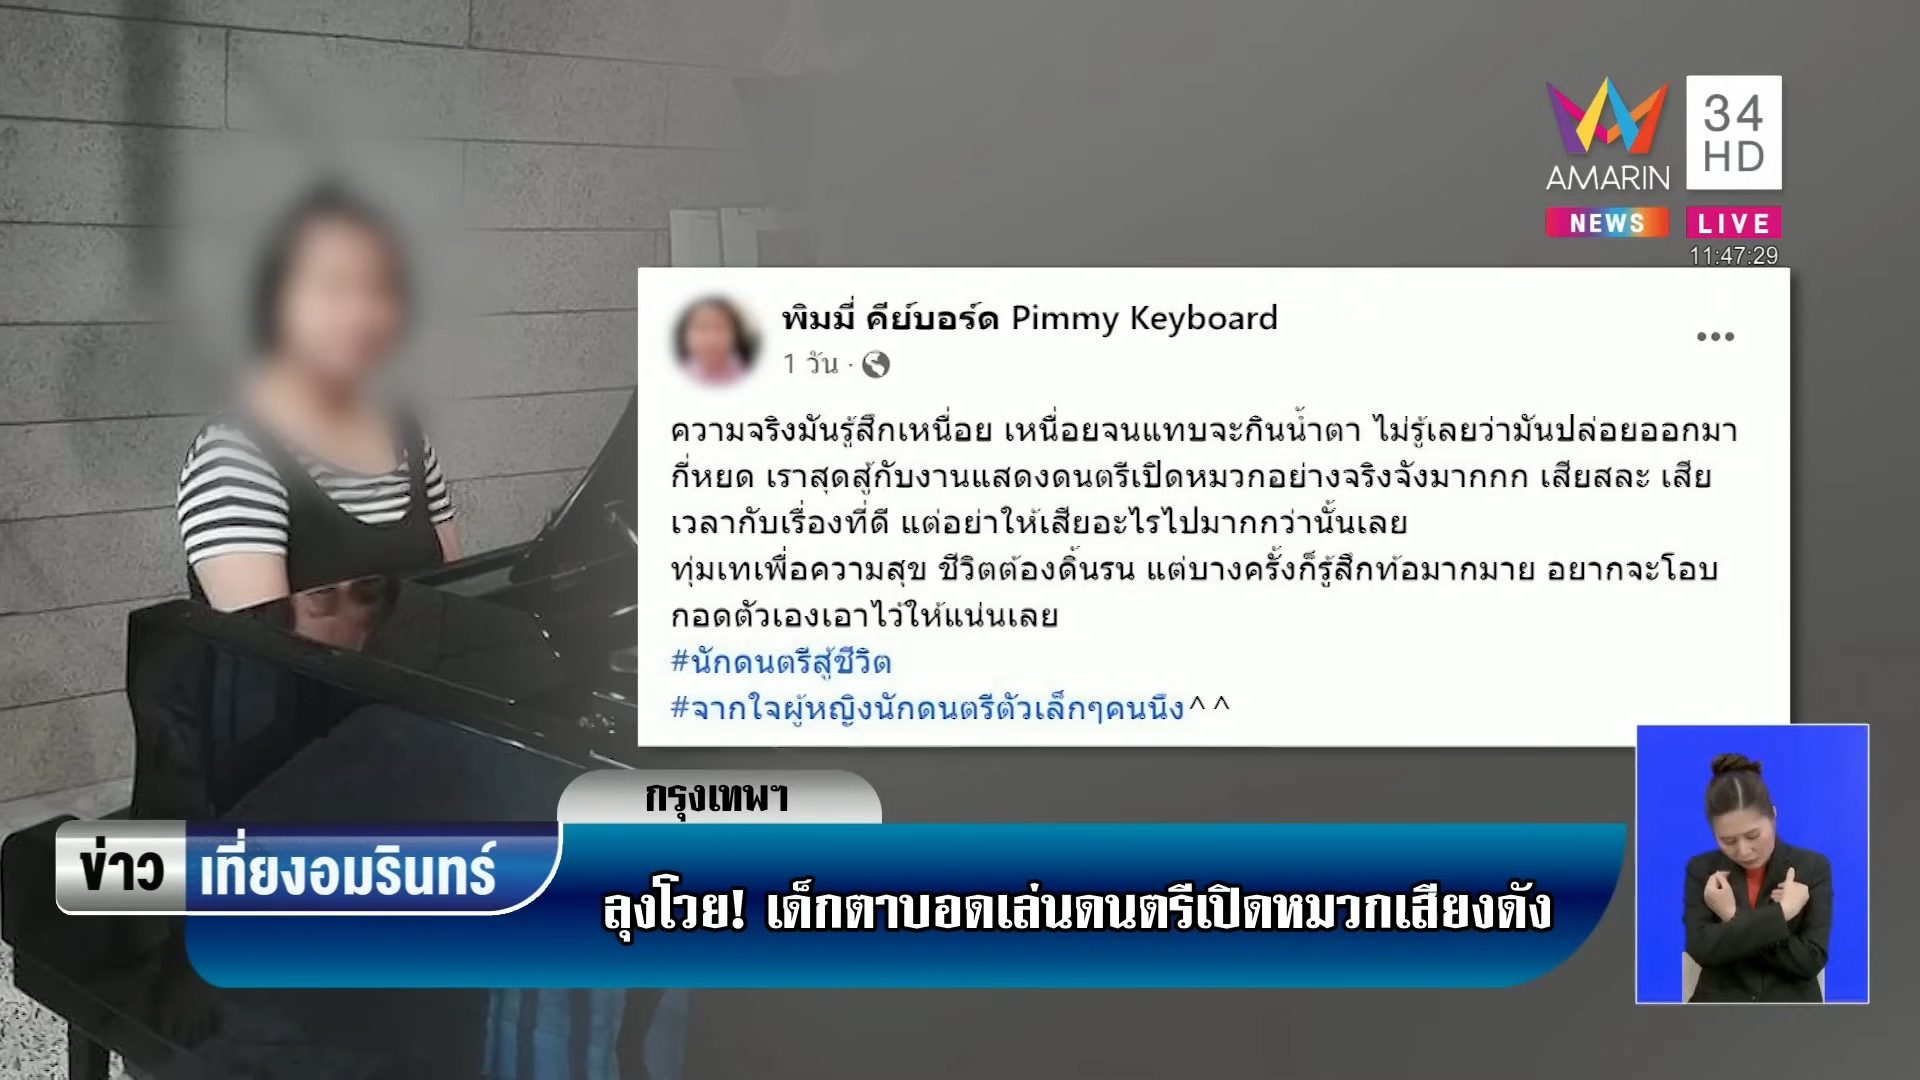 AMARIN
34
HD
NEWS
LIVE
11:47:29
พิมมี่ คีย์บอร์ด Pimmy Keyboard
1 วัน ·
ความจริงมันรู้สึกเหนื่อย เหนื่อยจนแทบจะกินน้ำตา ไม่รู้เลยว่ามันปล่อยออกมา
กี่หยด เราสุดสู้กับงานแสดงดนตรีเปิดหมวกอย่างจริงจังมากกก เสียสละ เสีย
เวลากับเรื่องที่ดี แต่อย่าให้เสียอะไรไปมากกว่านั้นเลย
ทุ่มเทเพื่อความสุข ชีวิตต้องดิ้นรน แต่บางครั้งก็รู้สึกท้อมากมาย อยากจะโอบ
กอดตัวเองเอาไว้ให้แน่นเลย
#นักดนตรีสู้ชีวิต
#จากใจผู้หญิงนักดนตรีตัวเล็กๆคนนึง^ ^
กรุงเทพฯ
ข่าว เที่ยงอมรินทร์
ลุงโวย! เด็กตาบอดเล่นดนตรีเปิดหมวกเสียงดัง